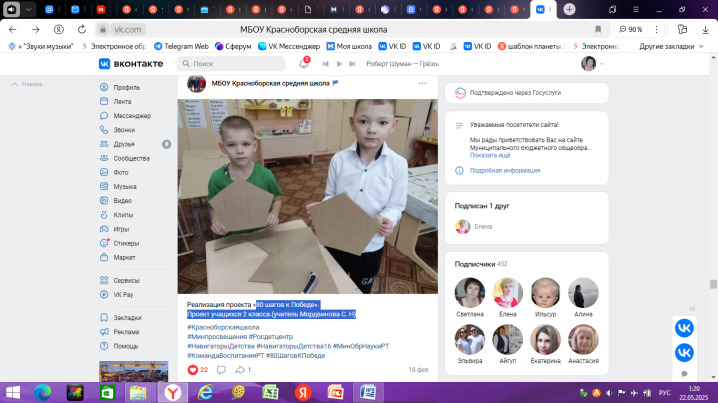 vk.com
МБОУ Красноборская средняя школа
90%
"Звуки музыки"
Электронное обр
Telegram Web
Сферум
VK Мессенджер
Моя школа
VK ID
VK ID
VK ID
шаблон планеты
Электронно
Другие закладки
Наверх
ВКОНТАКТЕ
Поиск
Роберт Шуман — Грёзы
Профиль
Лента
Мессенджер
Звонки
Друзья
Сообщества
Фото
Музыка
Видео
Клипы
Игры
Стикеры
Маркет
Сервисы
VK Pay
Закладки
Реклама
Помощь
МБОУ Красноборская средняя школа
Реализация проекта «80 шагов к Победе».
Проект учащихся 2 класса.(учитель Мордвинова С. Н)
#Красноборскаяшкола
#Минпросвещения #Росдетцентр
#НавигаторыДетства #НавигаторыДетства16 #МинОбрНаукиРТ
#КомандаВоспитанияРТ #80ШаговКПобеде
22
1
18 фев
Подтверждено через Госуслуги
Уважаемые посетители сайта!
Мы рады приветствовать Вас на сайте
Муниципального бюджетного общеобра...
Показать ещё
Подробная информация
Подписан 1 друг
Елена
Подписчики 452
Светлана
Елена
Ильсур
Алина
Эльвира
Айгул
Екатерина
Анастасия
РУС
1:20
22.05.2025